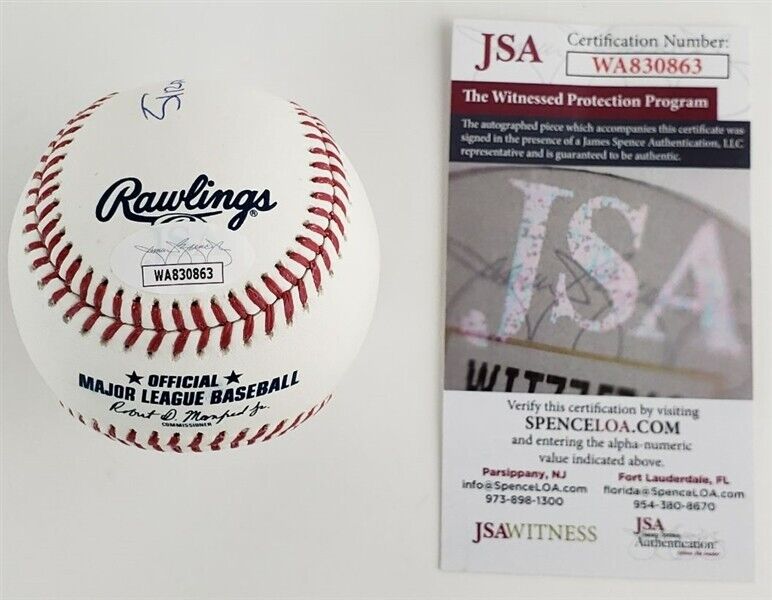 Rawlings®
WA830863
★ OFFICIAL ★
MAJOR LEAGUE BASEBALL
Robert D. Manfred Jr.
COMMISSIONER
JSA
Certification Number:
WA830863
The Witnessed Protection Program
The autographed piece which accompanies this certificate was
signed in the presence of a James Spence Authentication, LLC
representative and is guaranteed to be authentic.
JSA
Verify this certification by visiting
SPENCELOA.COM
and entering the alpha-numeric
value indicated above.
Parsippany, NJ
info@SpenceLOA.com
973-898-1300
Fort Lauderdale, FL
florida@SpenceLOA.com
954-380-8670
JSAWITNESS
JSA
Authentication